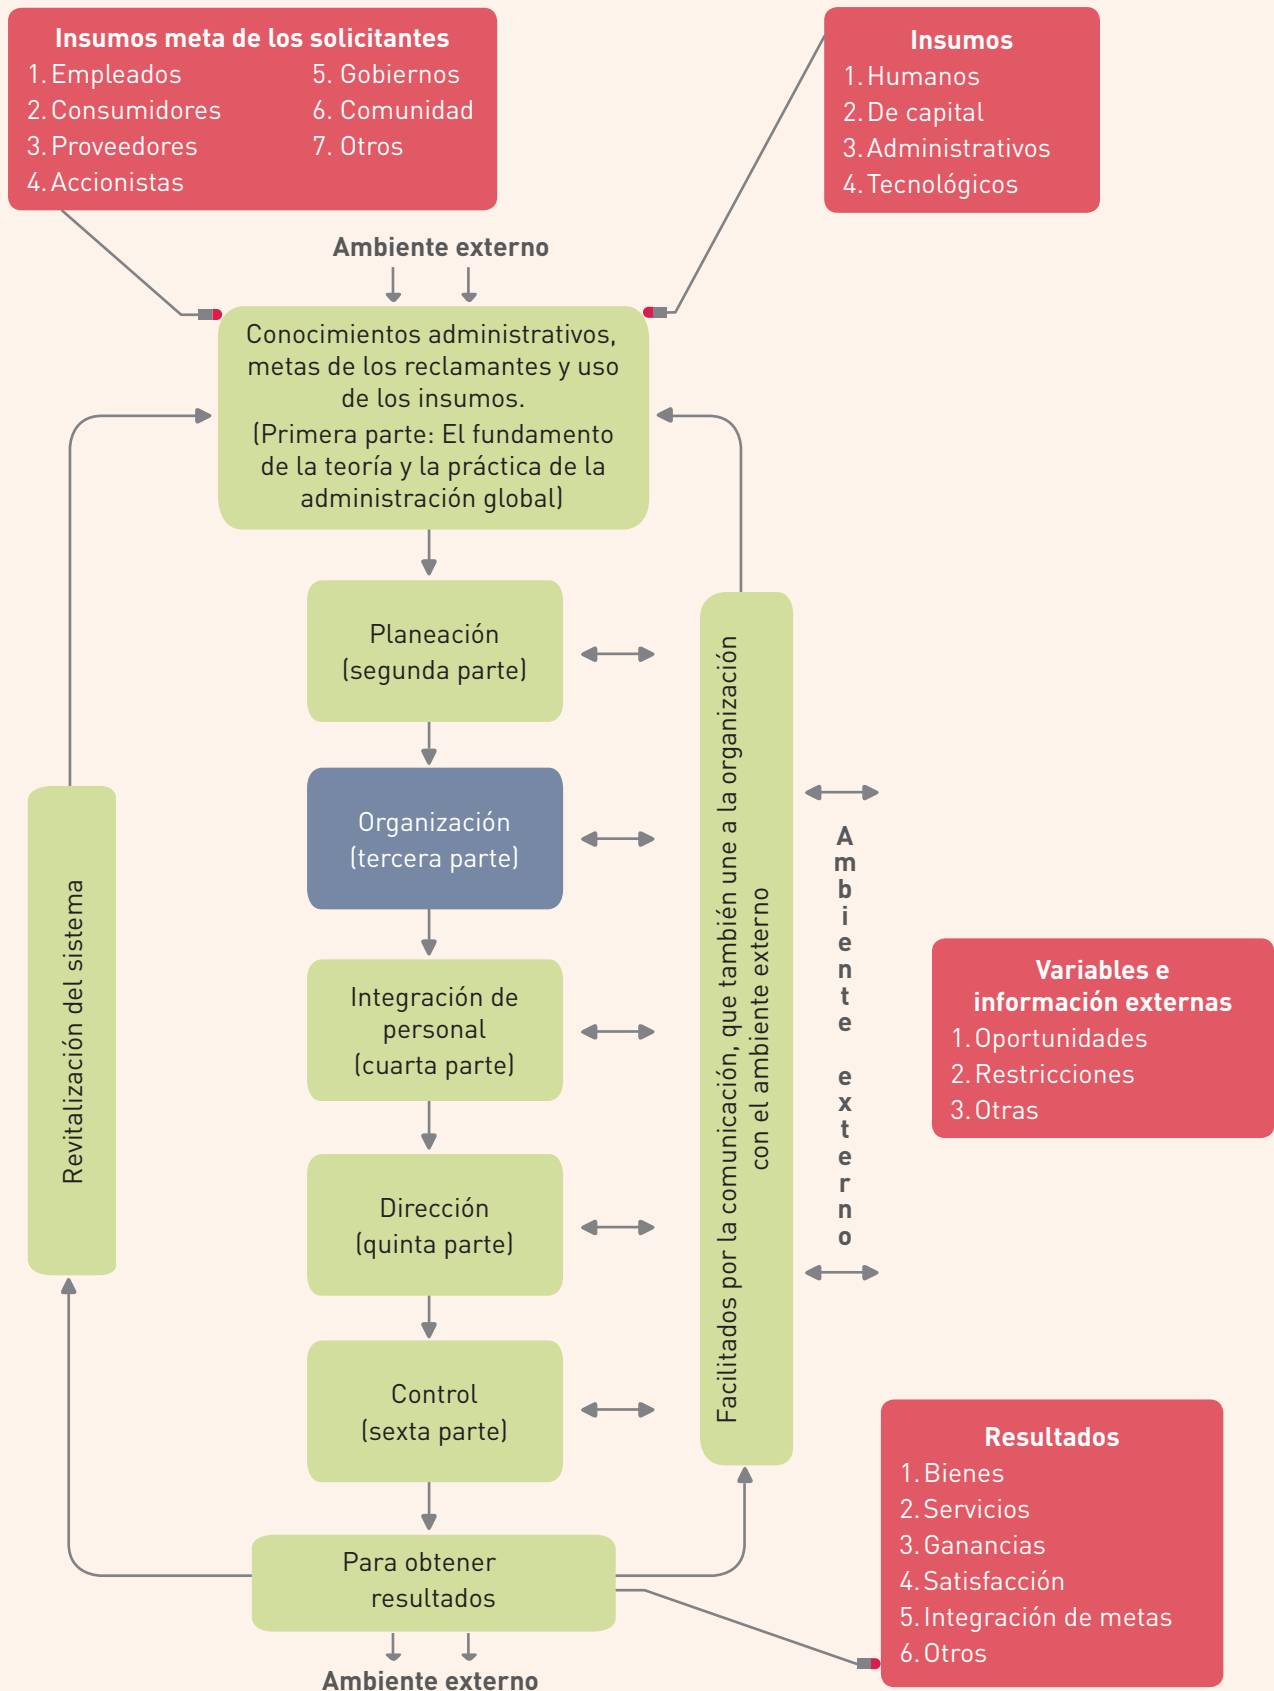 Insumos meta de los solicitantes
1. Empleados
2. Consumidores
3. Proveedores
4. Accionistas
5. Gobiernos
6. Comunidad
7. Otros
Insumos
1. Humanos
2. De capital
3. Administrativos
4. Tecnológicos
Ambiente externo
Conocimientos administrativos,
metas de los reclamantes y uso
de los insumos.
(Primera parte: El fundamento
de la teoría y la práctica de la
administración global)
Planeación
(segunda parte)
Organización
(tercera parte)
Integración de
personal
(cuarta parte)
Dirección
(quinta parte)
Control
(sexta parte)
Para obtener
resultados
Ambiente externo
Revitalización del sistema
Facilitados por la comunicación, que también une a la organización
con el ambiente externo
Ambiente externo
Variables e
información externas
1. Oportunidades
2. Restricciones
3. Otras
Resultados
1. Bienes
2. Servicios
3. Ganancias
4. Satisfacción
5. Integración de metas
6. Otros